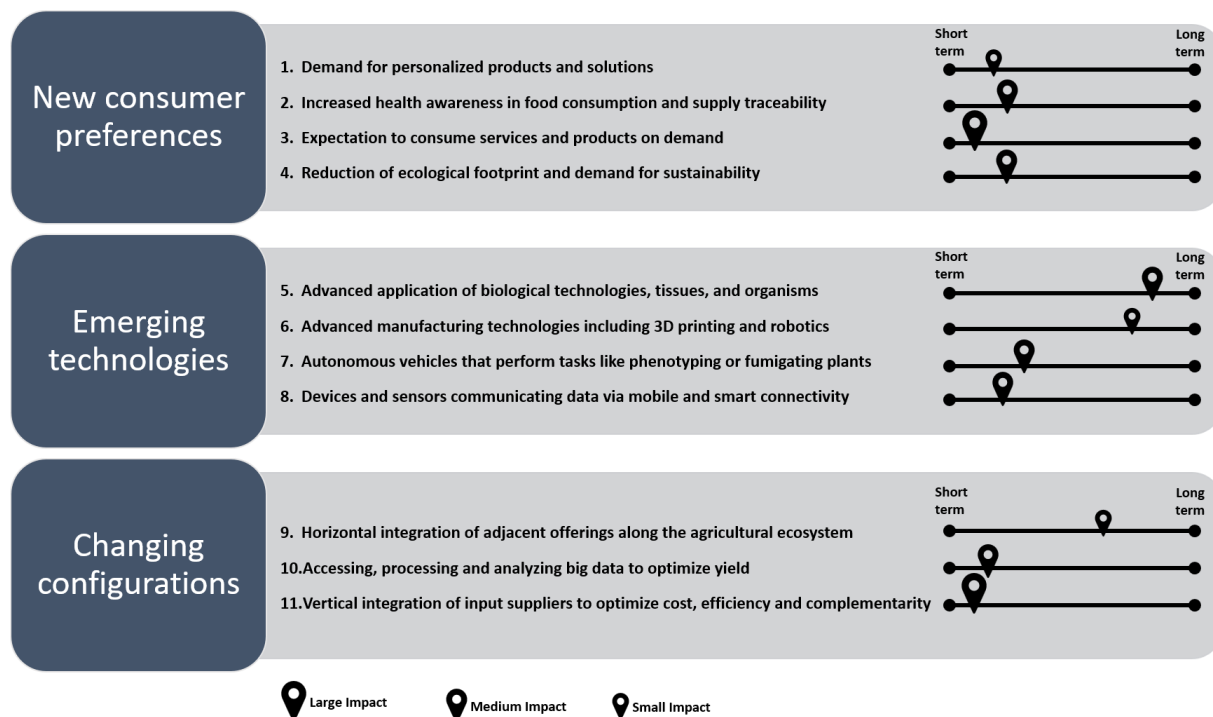 New consumer
preferences
Short
term
Long
term
1. Demand for personalized products and solutions
2. Increased health awareness in food consumption and supply traceability
3. Expectation to consume services and products on demand
4. Reduction of ecological footprint and demand for sustainability
Emerging
technologies
Short
term
Long
term
5. Advanced application of biological technologies, tissues, and organisms
6. Advanced manufacturing technologies including 3D printing and robotics
7. Autonomous vehicles that perform tasks like phenotyping or fumigating plants
8. Devices and sensors communicating data via mobile and smart connectivity
Changing
configurations
Short
term
Long
term
9. Horizontal integration of adjacent offerings along the agricultural ecosystem
10.Accessing, processing and analyzing big data to optimize yield
11.Vertical integration of input suppliers to optimize cost, efficiency and complementarity
Large Impact
Medium Impact
Small Impact